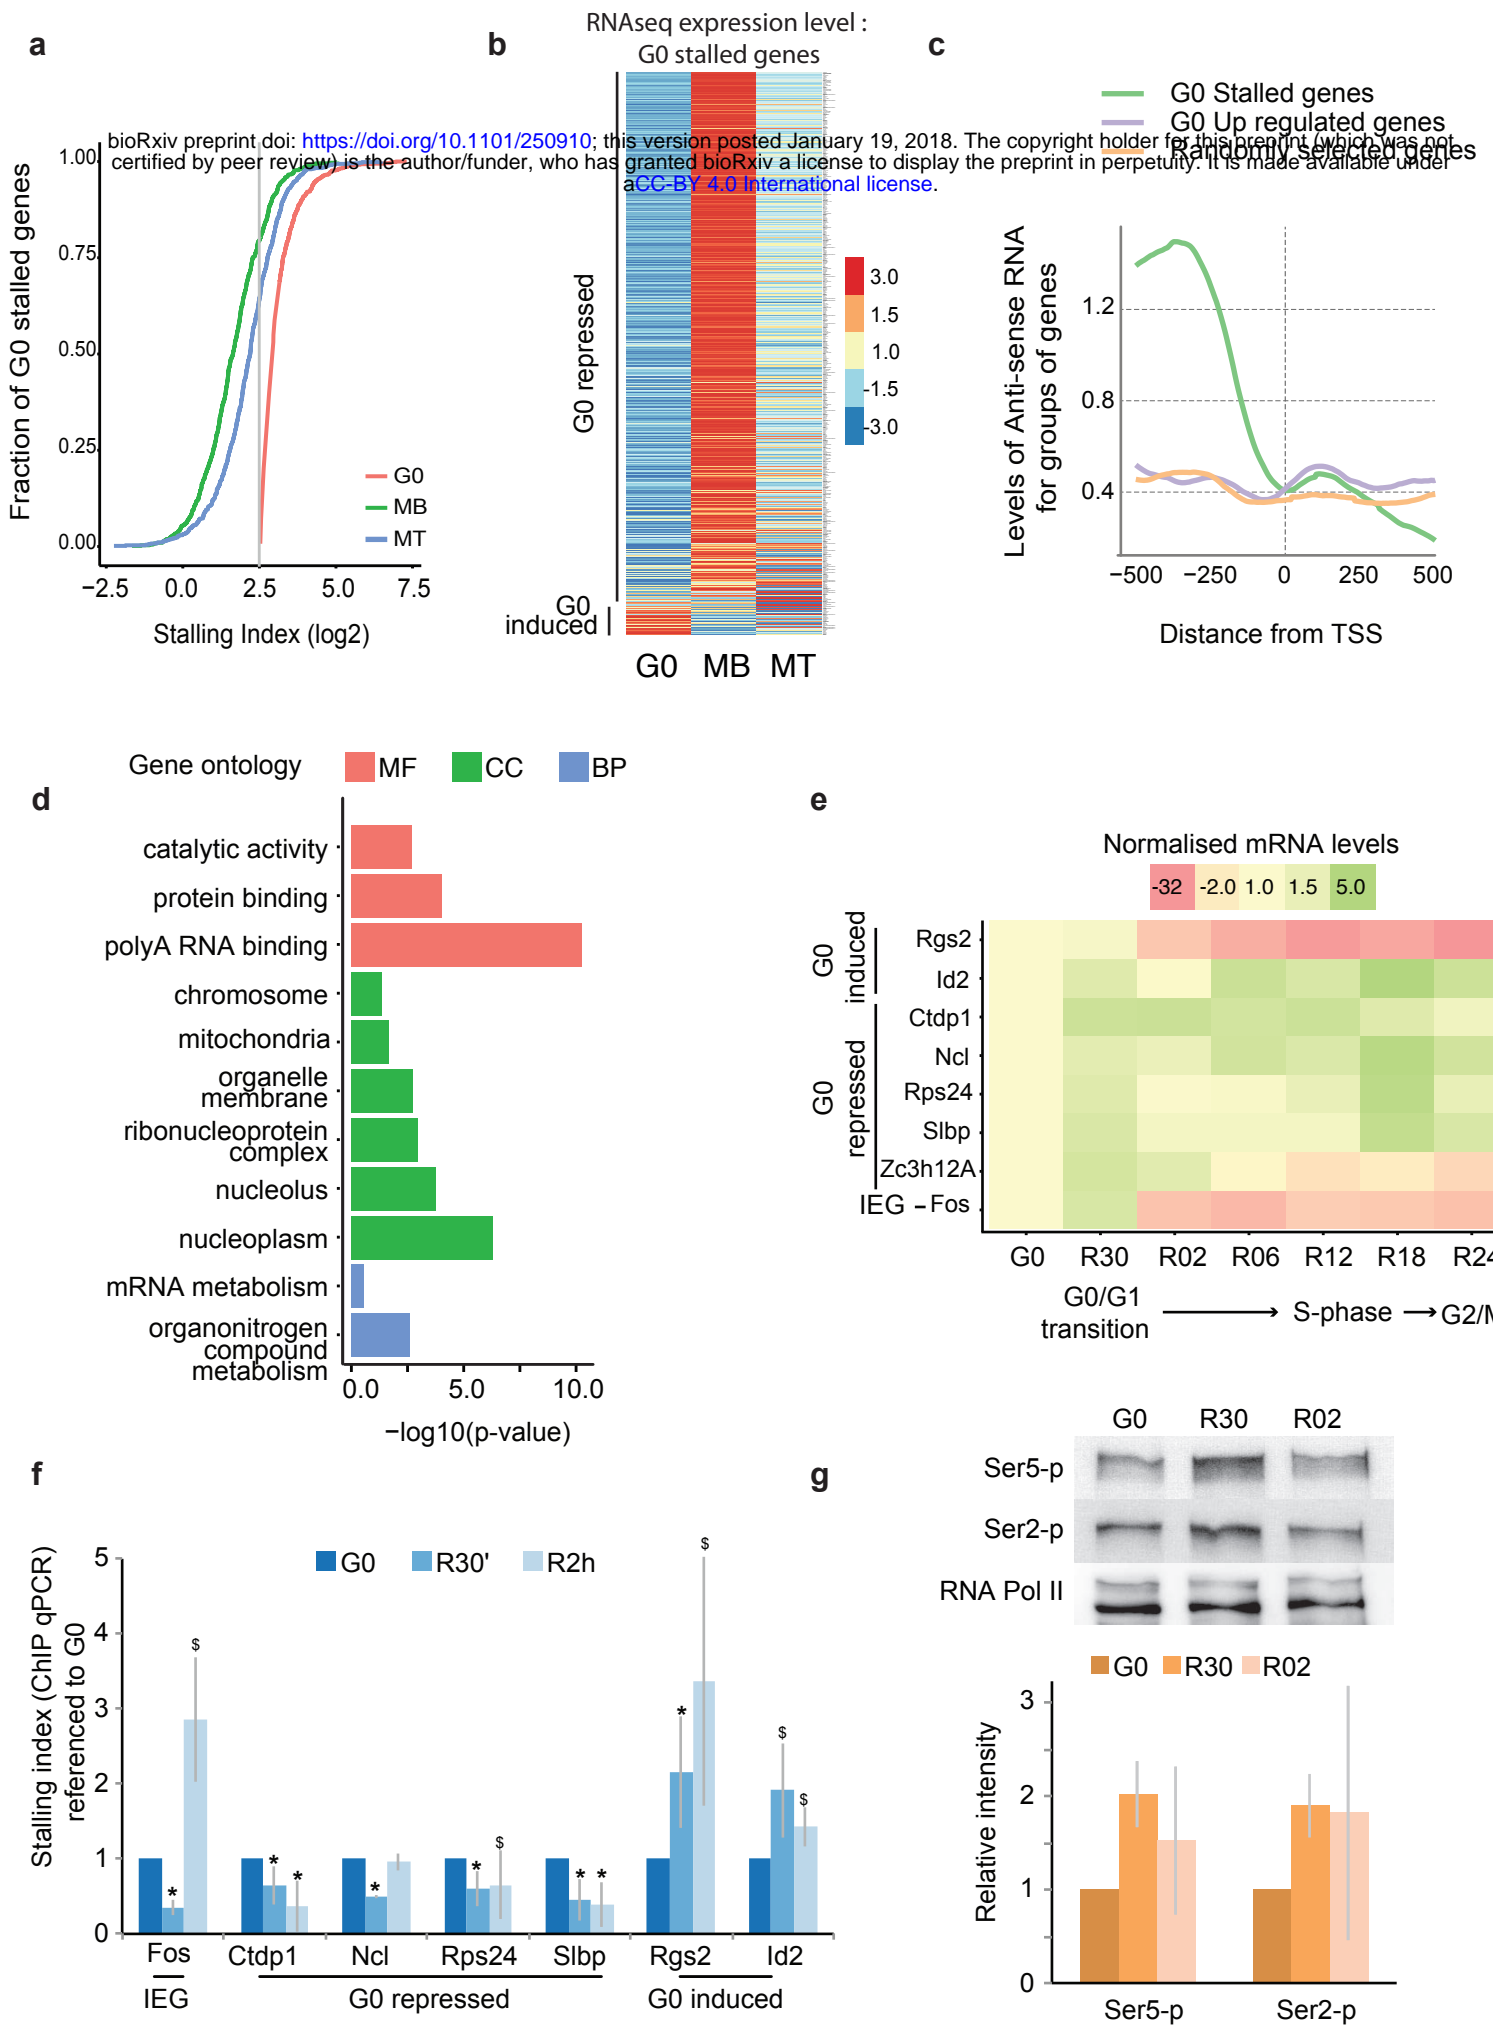 a
b
RNAseq expression level :
G0 stalled genes
c
G0 Stalled genes
G0 Up regulated genes
Randomly selected genes
bioRxiv preprint doi: https://doi.org/10.1101/250910; this version posted January 19, 2018. The copyright holder for this preprint (which was not
certified by peer review) is the author/funder, who has granted bioRxiv a license to display the preprint in perpetuity. It is made available under
aCC-BY 4.0 International license.
Fraction of G0 stalled genes
1.00
0.75
0.50
0.25
0.00
G0
MB
MT
−2.5
0.0
2.5
5.0
7.5
Stalling Index (log2)
G0 repressed
G0
induced
3.0
1.5
1.0
-1.5
-3.0
G0 MB MT
Levels of Anti-sense RNA
for groups of genes
1.2
0.8
0.4
−500 −250 0 250 500
Distance from TSS
Gene ontology MF CC BP
d
catalytic activity
protein binding
polyA RNA binding
chromosome
mitochondria
organelle
membrane
ribonucleoprotein
complex
nucleolus
nucleoplasm
mRNA metabolism
organonitrogen
compound
metabolism
0.0 5.0 10.0
−log10(p-value)
e
Normalised mRNA levels
-32 -2.0 1.0 1.5 5.0
G0
induced
G0
repressed
Rgs2
Id2
Ctdp1
Ncl
Rps24
Slbp
Zc3h12A
IEG – Fos
G0 R30 R02 R06 R12 R18 R24
G0/G1
transition
S-phase
G2/M
f
Stalling index (ChIP qPCR)
referenced to G0
G0 R30' R2h
5
4
3
2
1
0
$
*
*
*
*
*
$
*
*
*
$
$
$
Fos Ctdp1 Ncl Rps24 Slbp Rgs2 Id2
IEG G0 repressed G0 induced
g
G0 R30 R02
Ser5-p
Ser2-p
RNA Pol II
G0 R30 R02
Relative intensity
3
2
1
0
Ser5-p Ser2-p